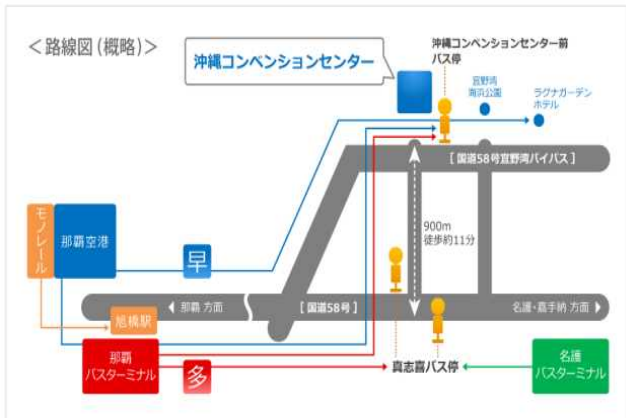 ＜路線図(概略)＞
沖縄コンベンションセンター
沖縄コンベンションセンター前
バス停
宜野湾
海浜公園
ラグナガーデン
ホテル
[ 国道58号宜野湾バイパス ]
モノレール
那覇空港
早
900m
徒歩約11分
那覇 方面
[ 国道58号 ]
名護・嘉手納 方面
旭橋駅
那覇
バスターミナル
多
真志喜バス停
名護
バスターミナル